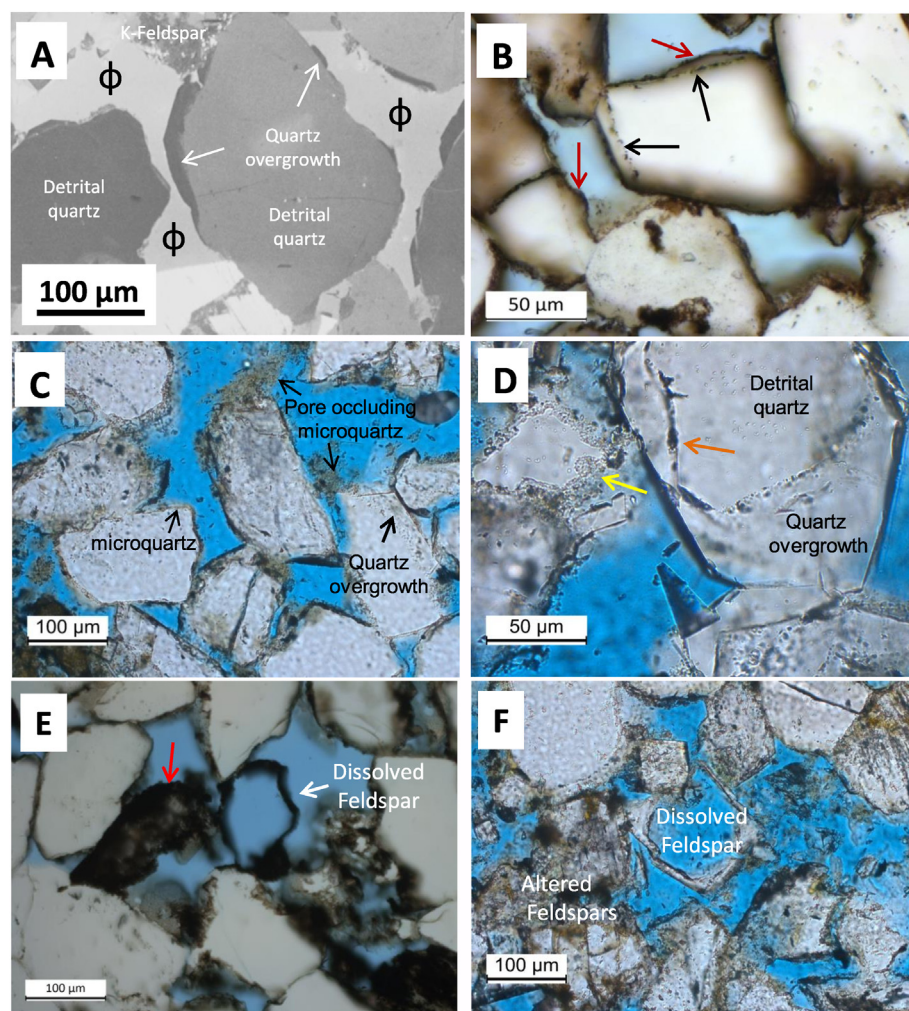 A
K-Feldspar
ϕ
ϕ
Quartz
overgrowth
Detrital
quartz
Detrital
quartz
ϕ
100 µm
B
50 µm
C
Pore occluding
microquartz
microquartz
Quartz
overgrowth
100 µm
D
Detrital
quartz
Quartz
overgrowth
50 µm
E
Dissolved
Feldspar
100 µm
F
Dissolved
Feldspar
Altered
Feldspars
100 µm